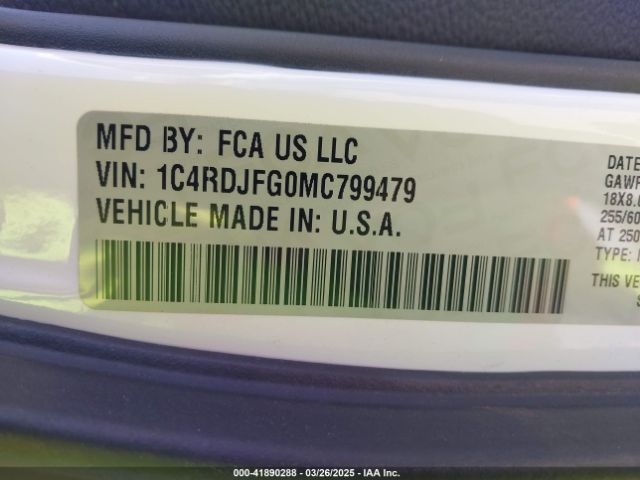 MFD BY: FCA US LLC
VIN: 1C4RDJFG0MC799479
VEHICLE MADE IN: U.S.A.
DATE
GAWR
18X8.0
255/60
AT 250
TYPE:
THIS VE
000-41890288 - 03/26/2025 - IAA Inc.